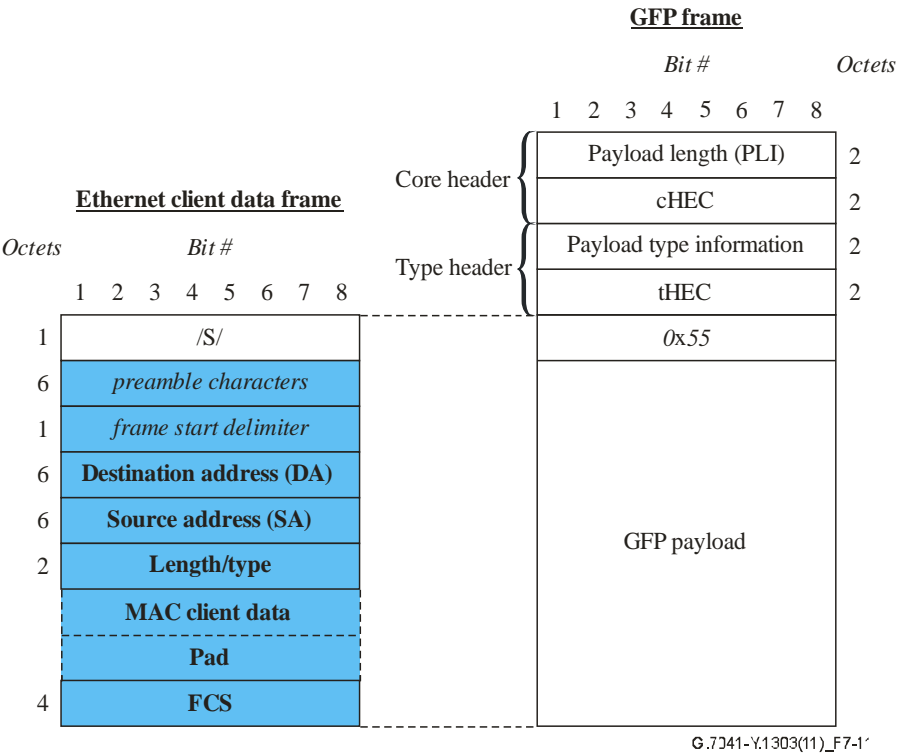 GFP frame
Bit #
Octets
1 2 3 4 5 6 7 8
Core header
Payload length (PLI)
2
cHEC
2
Type header
Payload type information
2
tHEC
2
0x55
GFP payload
Ethernet client data frame
Octets
Bit #
1 2 3 4 5 6 7 8
1
/S/
6
preamble characters
1
frame start delimiter
6
Destination address (DA)
6
Source address (SA)
2
Length/type
MAC client data
Pad
4
FCS